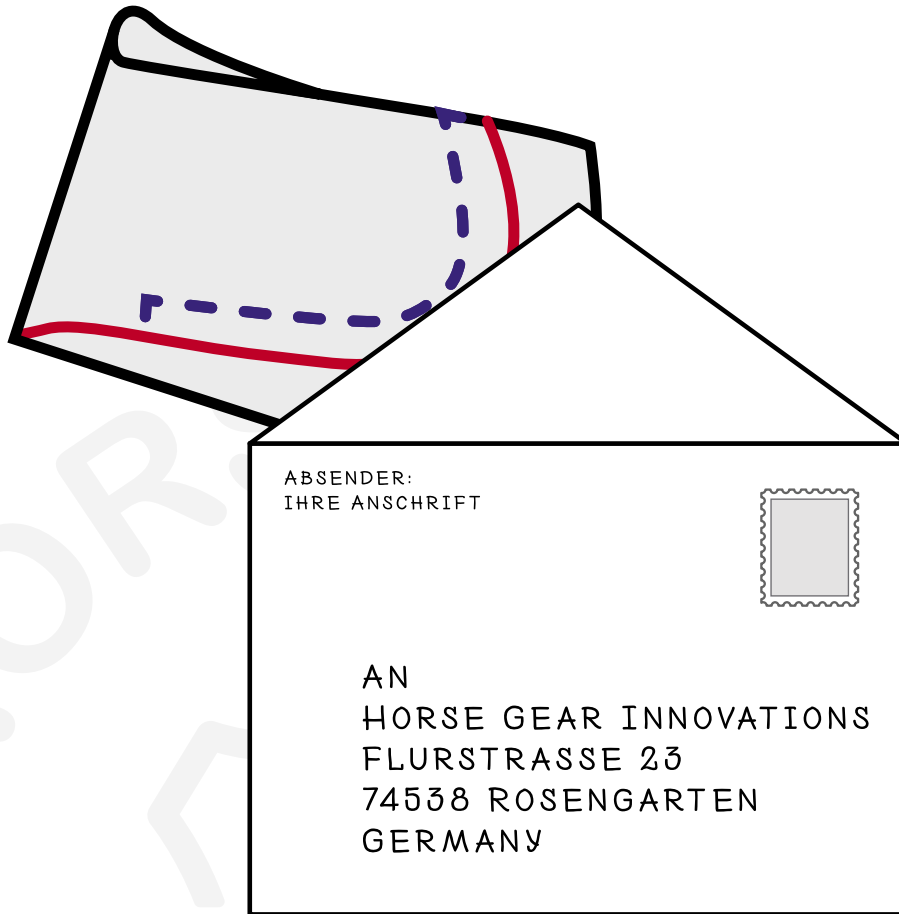 ABSENDER:
IHRE ANSCHRIFT
AN
HORSE GEAR INNOVATIONS
FLURSTRASSE 23
74538 ROSENGARTEN
GERMANY